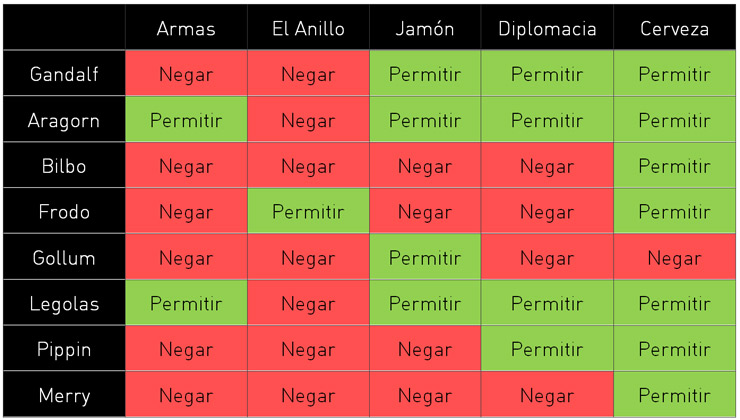 Armas El Anillo Jamón Diplomacia Cerveza
Gandalf Negar Negar Permitir Permitir Permitir
Aragorn Permitir Negar Permitir Permitir Permitir
Bilbo Negar Negar Negar Negar Permitir
Frodo Negar Permitir Negar Negar Permitir
Gollum Negar Negar Permitir Negar Negar
Legolas Permitir Negar Permitir Permitir Permitir
Pippin Negar Negar Negar Permitir Permitir
Merry Negar Negar Negar Negar Permitir